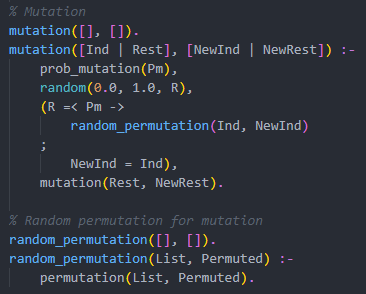 % Mutation
mutation([], []).
mutation([Ind | Rest], [NewInd | NewRest]) :-
    prob_mutation(Pm),
    random(0.0, 1.0, R),
    (R =< Pm ->
        random_permutation(Ind, NewInd)
    ;
        NewInd = Ind),
    mutation(Rest, NewRest).

% Random permutation for mutation
random_permutation([], []).
random_permutation(List, Permuted) :-
    permutation(List, Permuted).